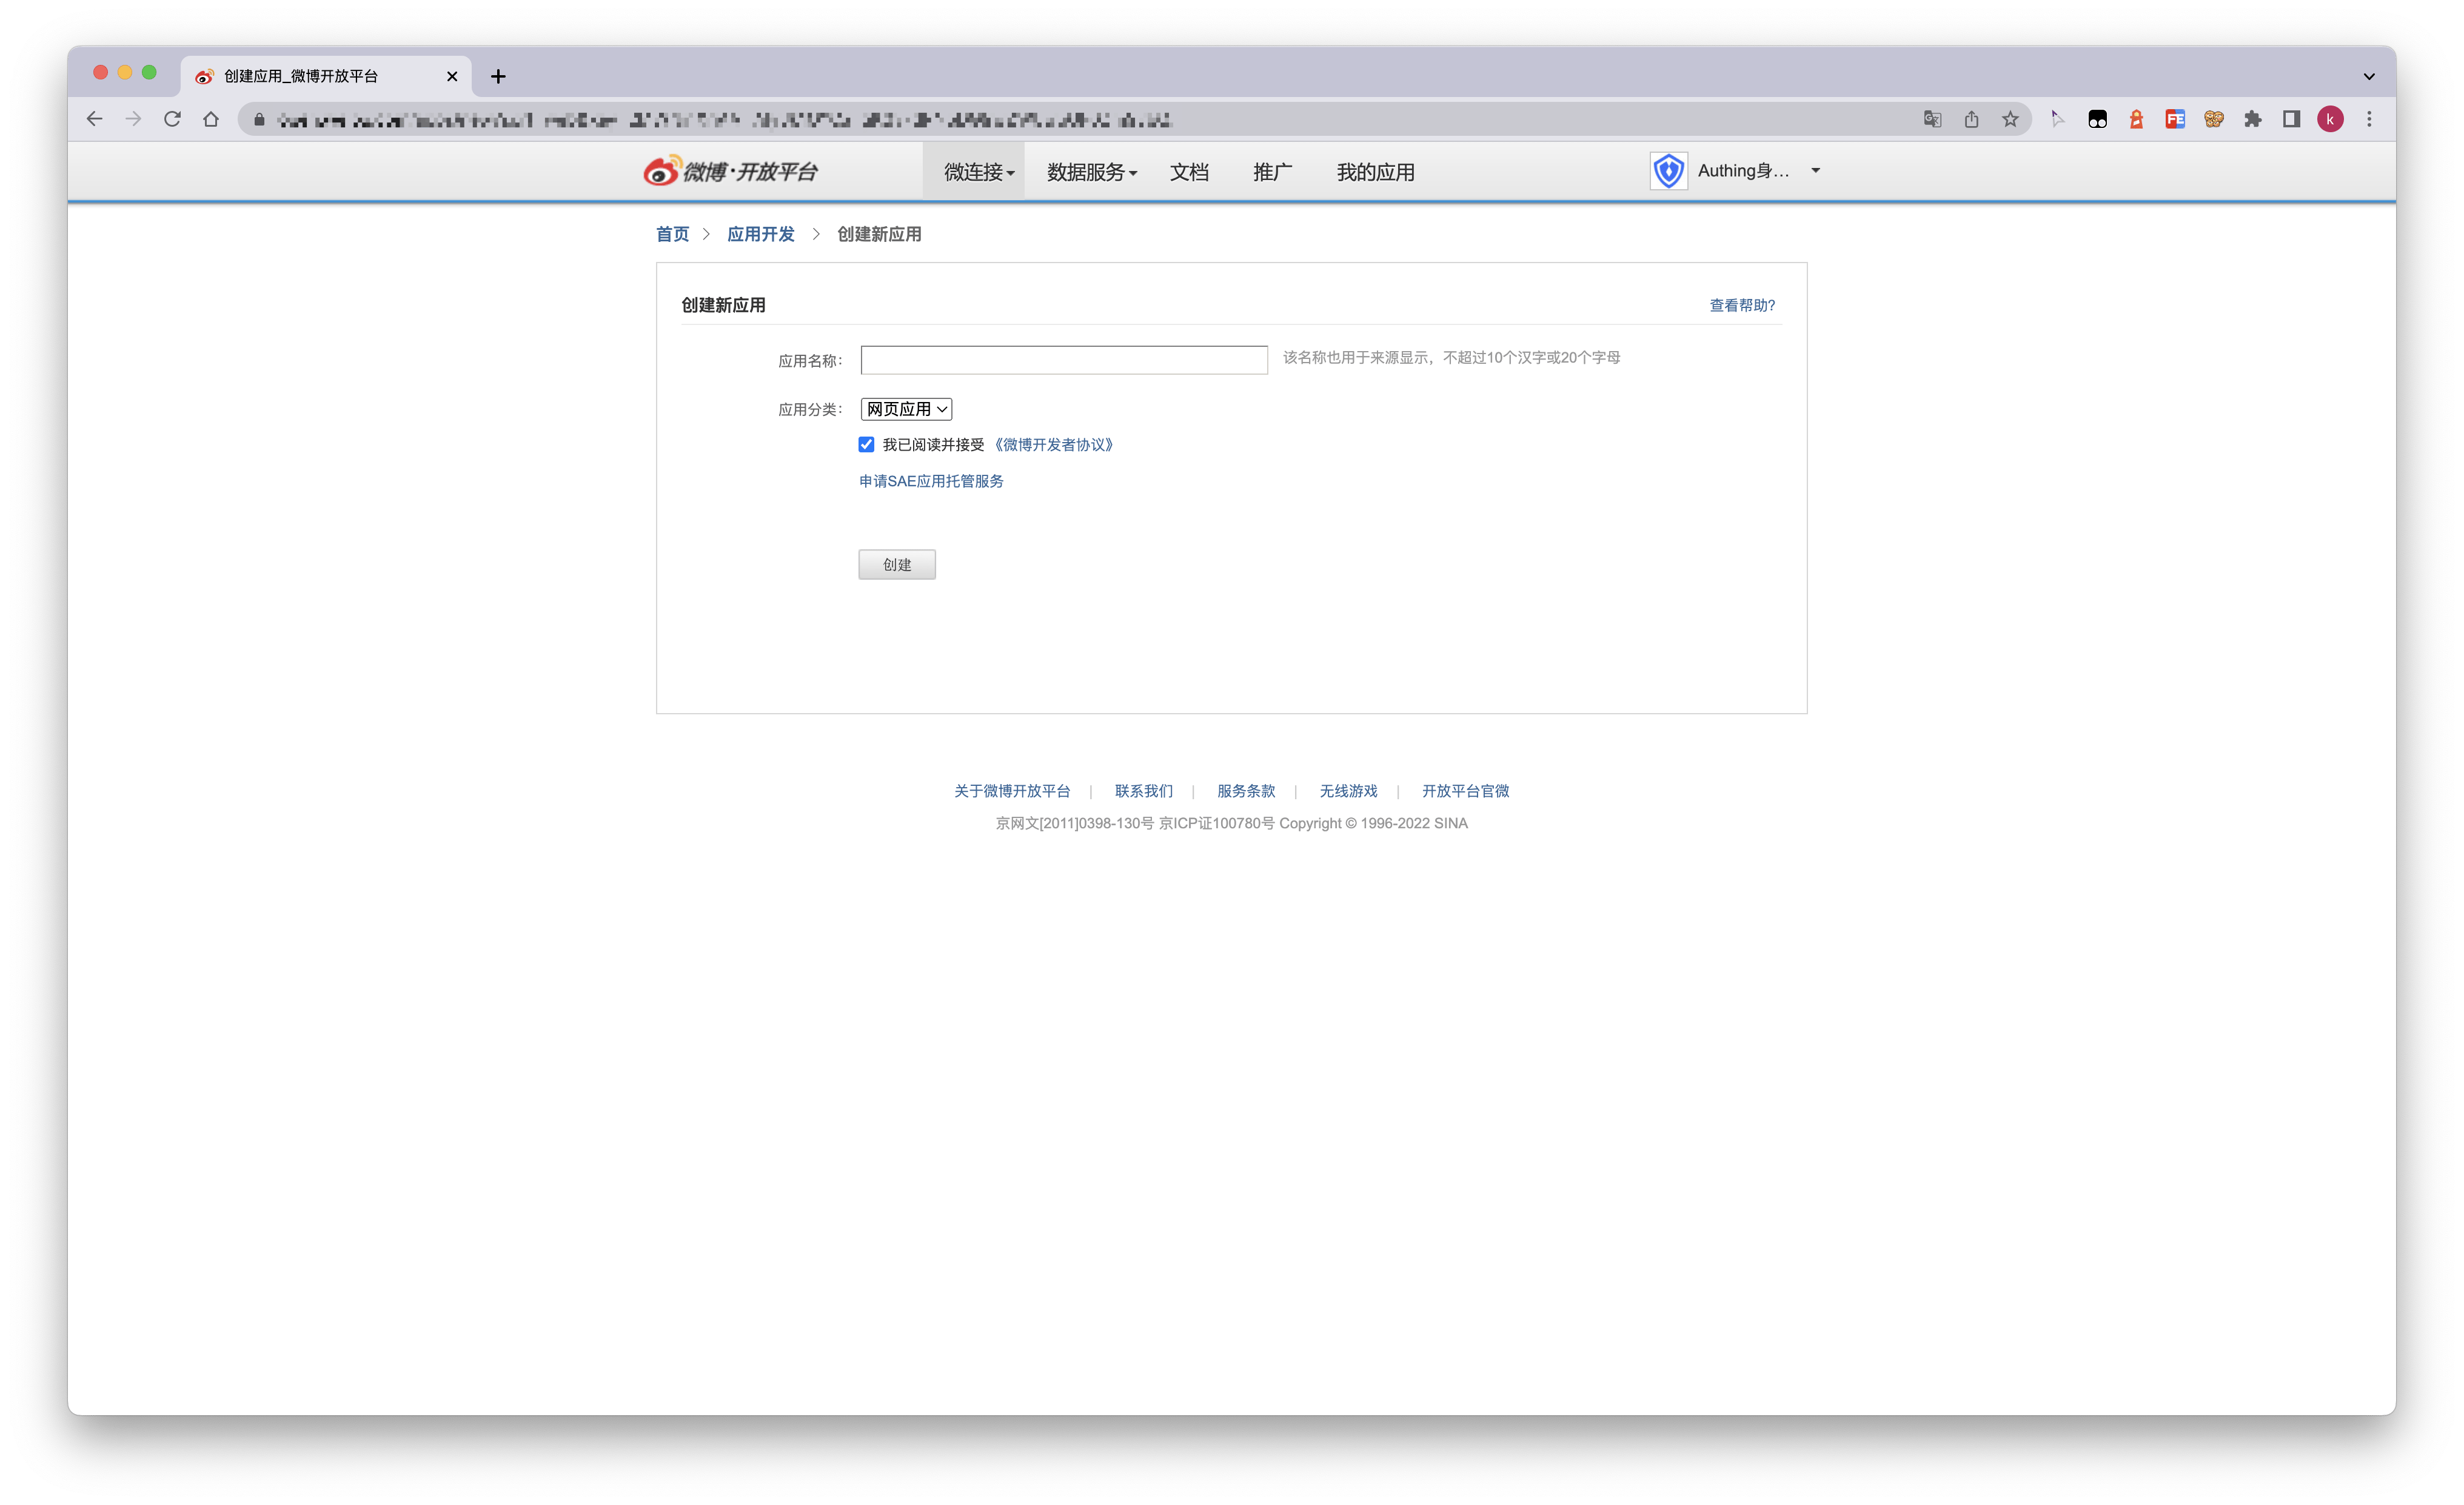 创建应用_微博开放平台
微博·开放平台
微连接
数据服务
文档
推广
我的应用
Authing身...
首页 > 应用开发 > 创建新应用
创建新应用
查看帮助?
应用名称：
该名称也用于来源显示，不超过10个汉字或20个字母
应用分类：
网页应用
我已阅读并接受 《微博开发者协议》
申请SAE应用托管服务
创建
关于微博开放平台 | 联系我们 | 服务条款 | 无线游戏 | 开放平台官微
京网文[2011]0398-130号 京ICP证100780号 Copyright © 1996-2022 SINA
FE
k